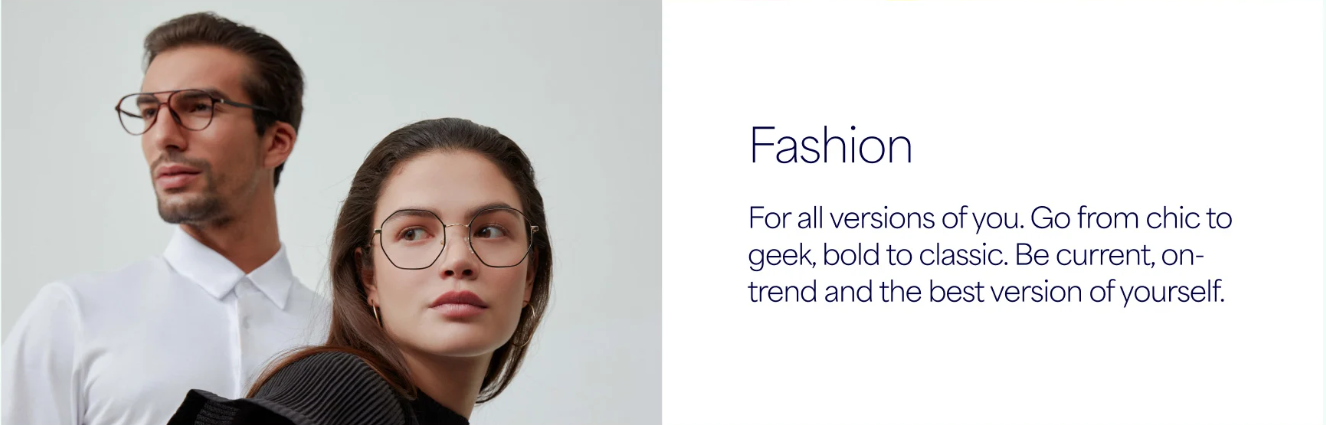 Fashion
For all versions of you. Go from chic to
geek, bold to classic. Be current, on-
trend and the best version of yourself.